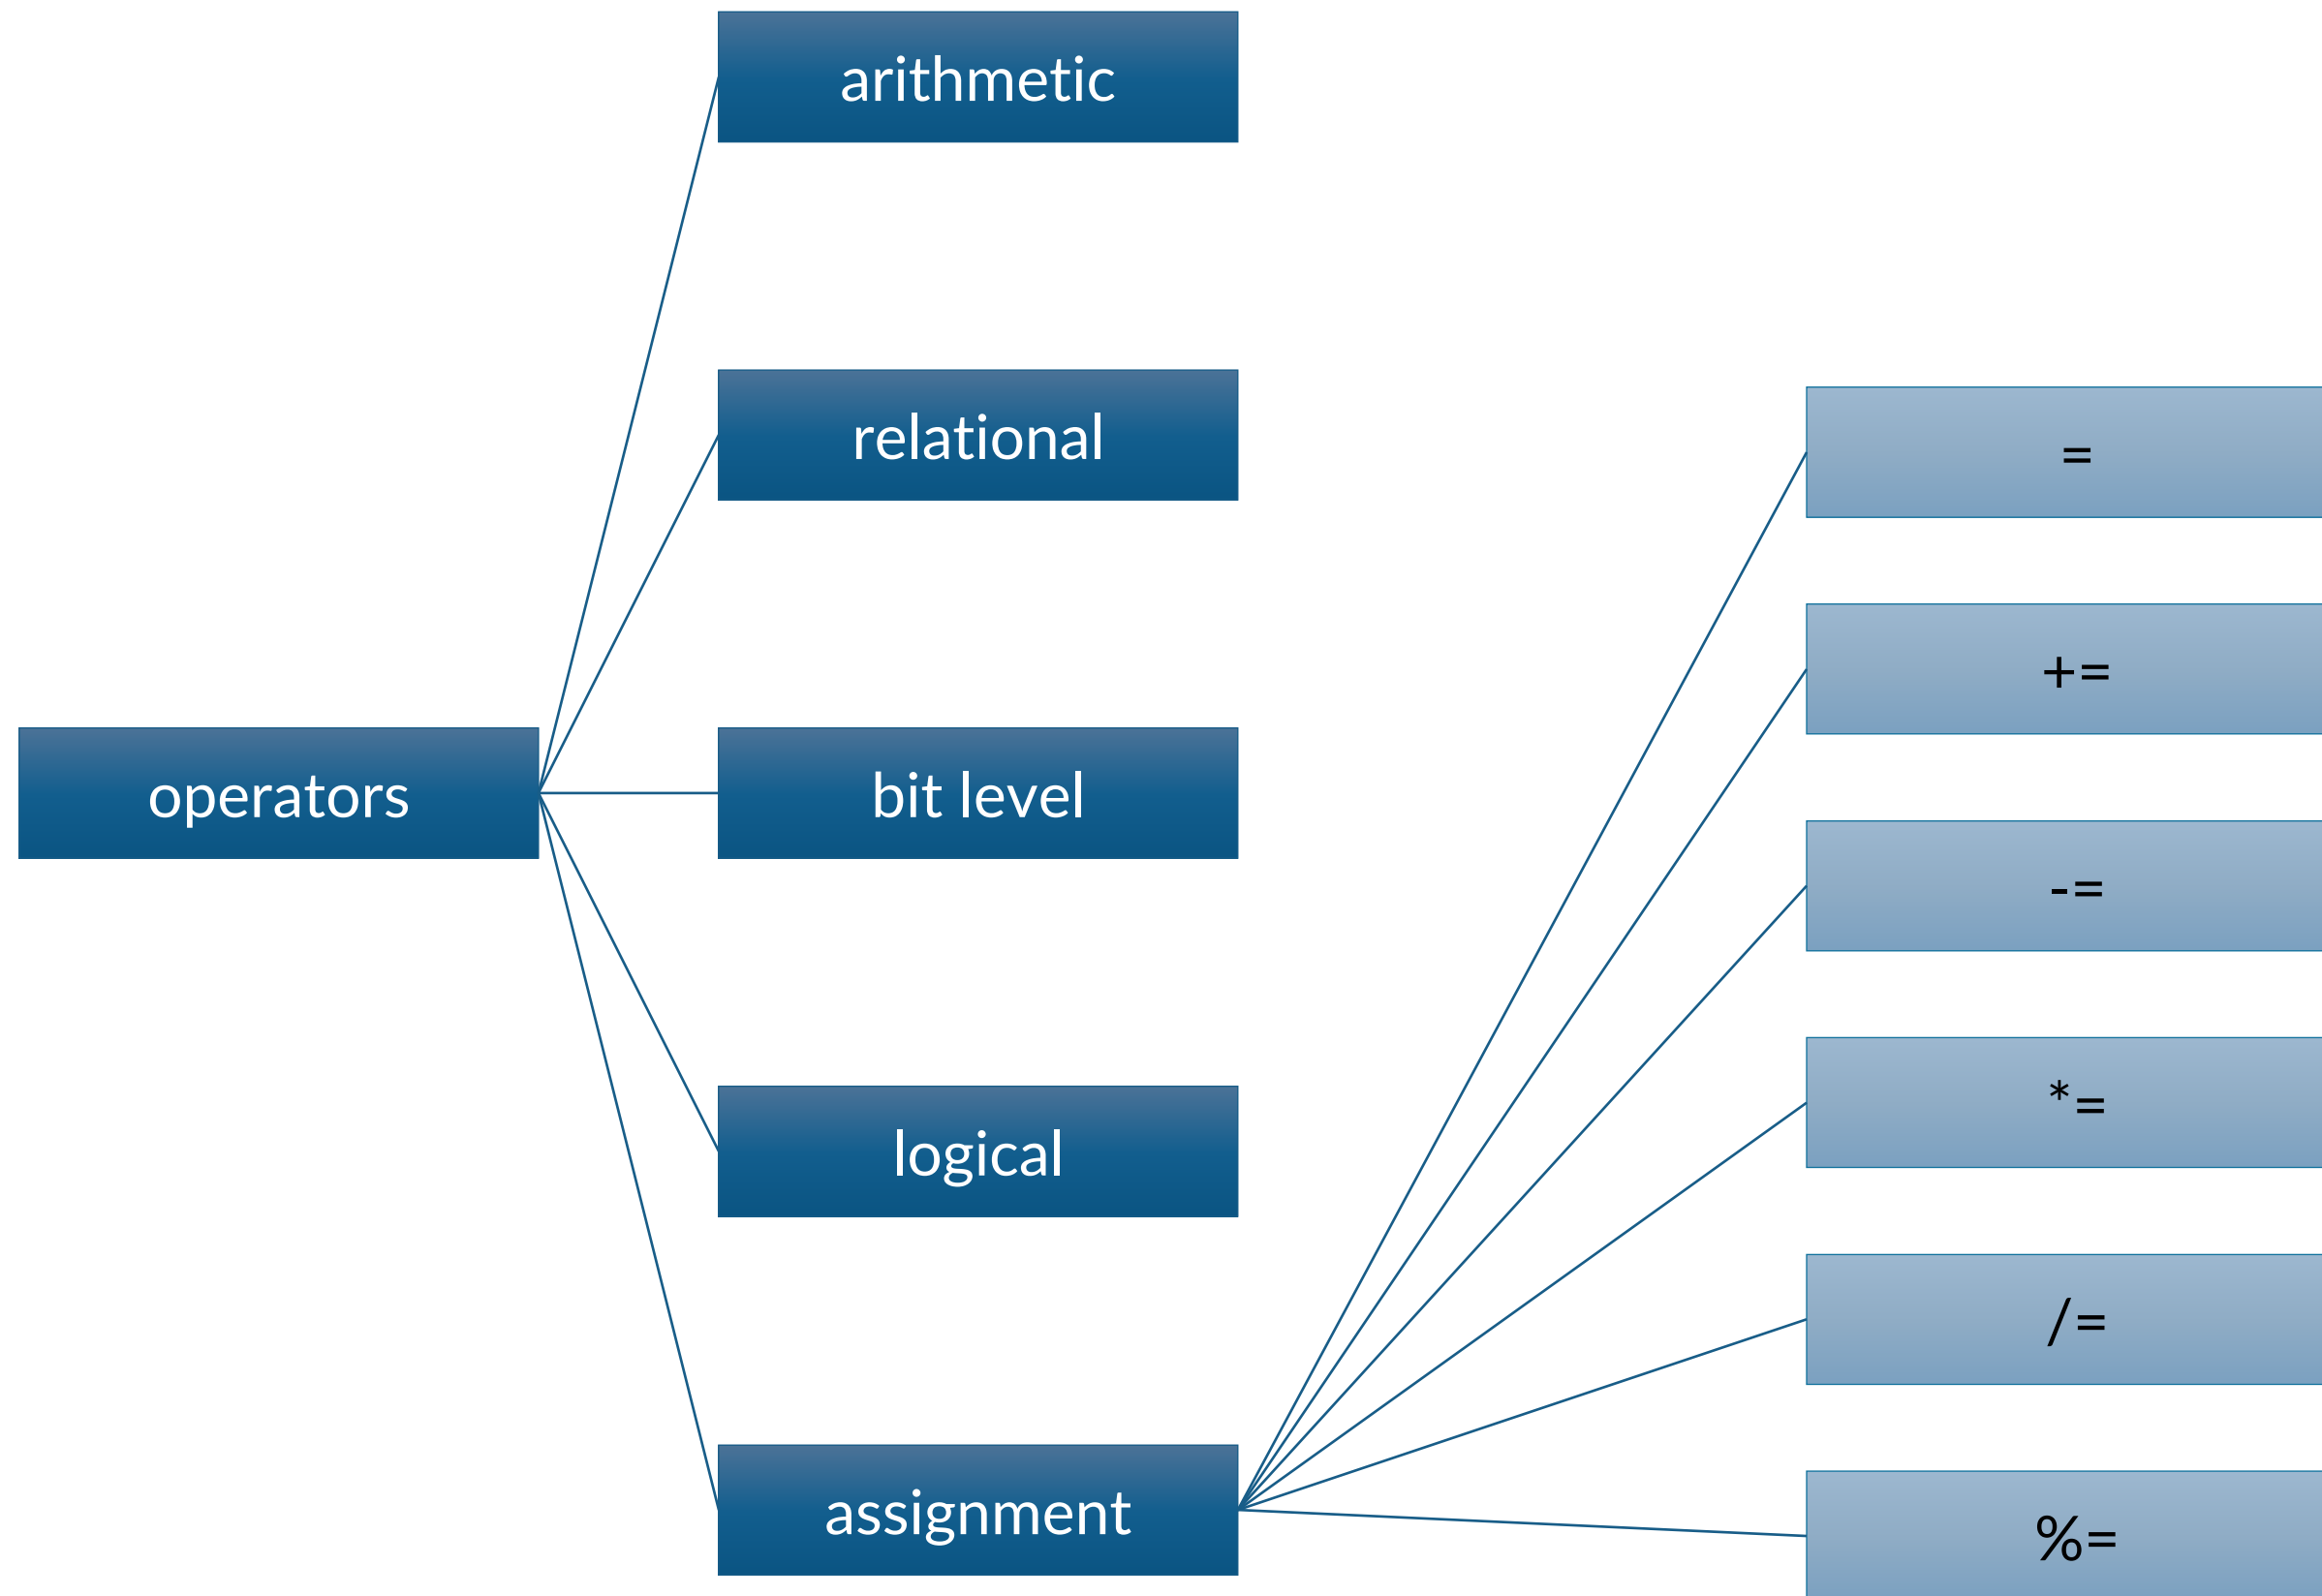 operators
arithmetic
relational
bit level
logical
assignment
=
+=
-=
*=
/=
%=